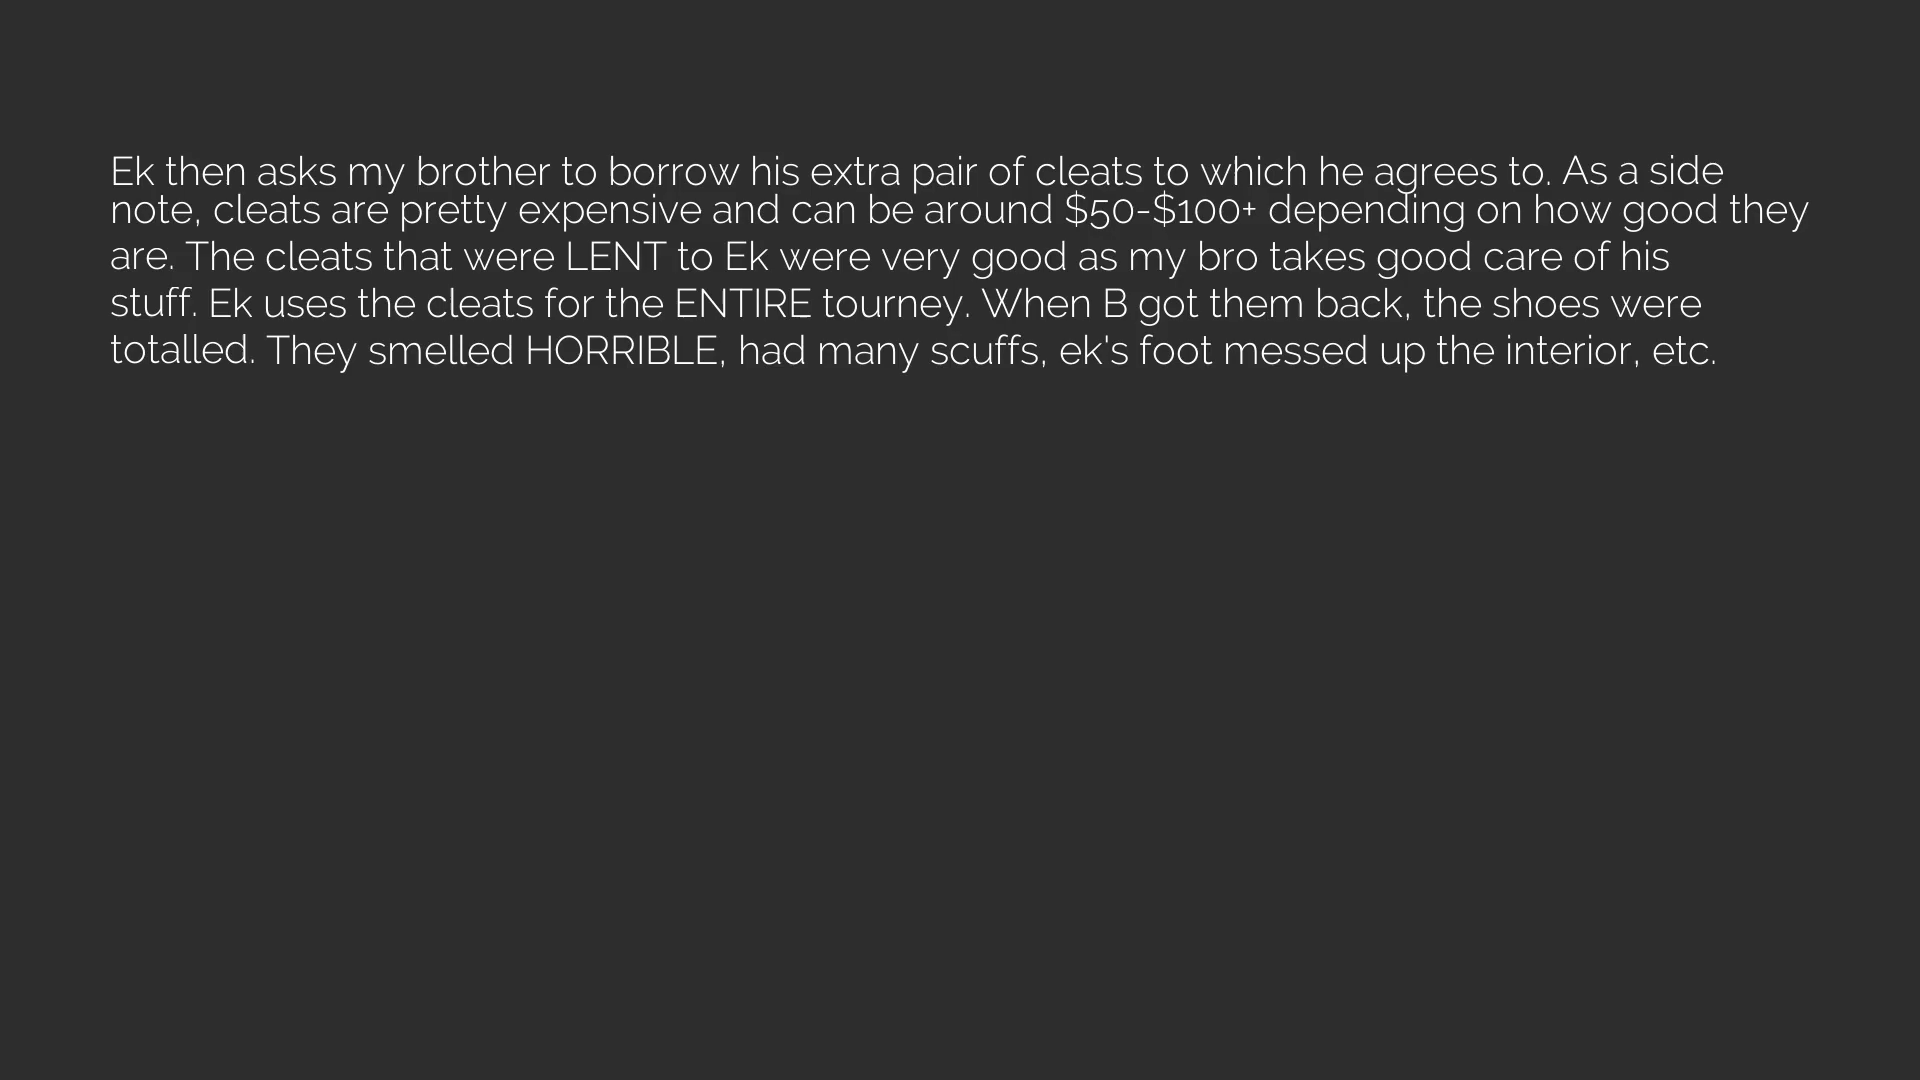 Ek then asks my brother to borrow his extra pair of cleats to which he agrees to. As a side
note, cleats are pretty expensive and can be around $50-$100+ depending on how good they
are. The cleats that were LENT to Ek were very good as my bro takes good care of his
stuff. Ek uses the cleats for the ENTIRE tourney. When B got them back, the shoes were
totalled. They smelled HORRIBLE, had many scuffs, ek's foot messed up the interior, etc.